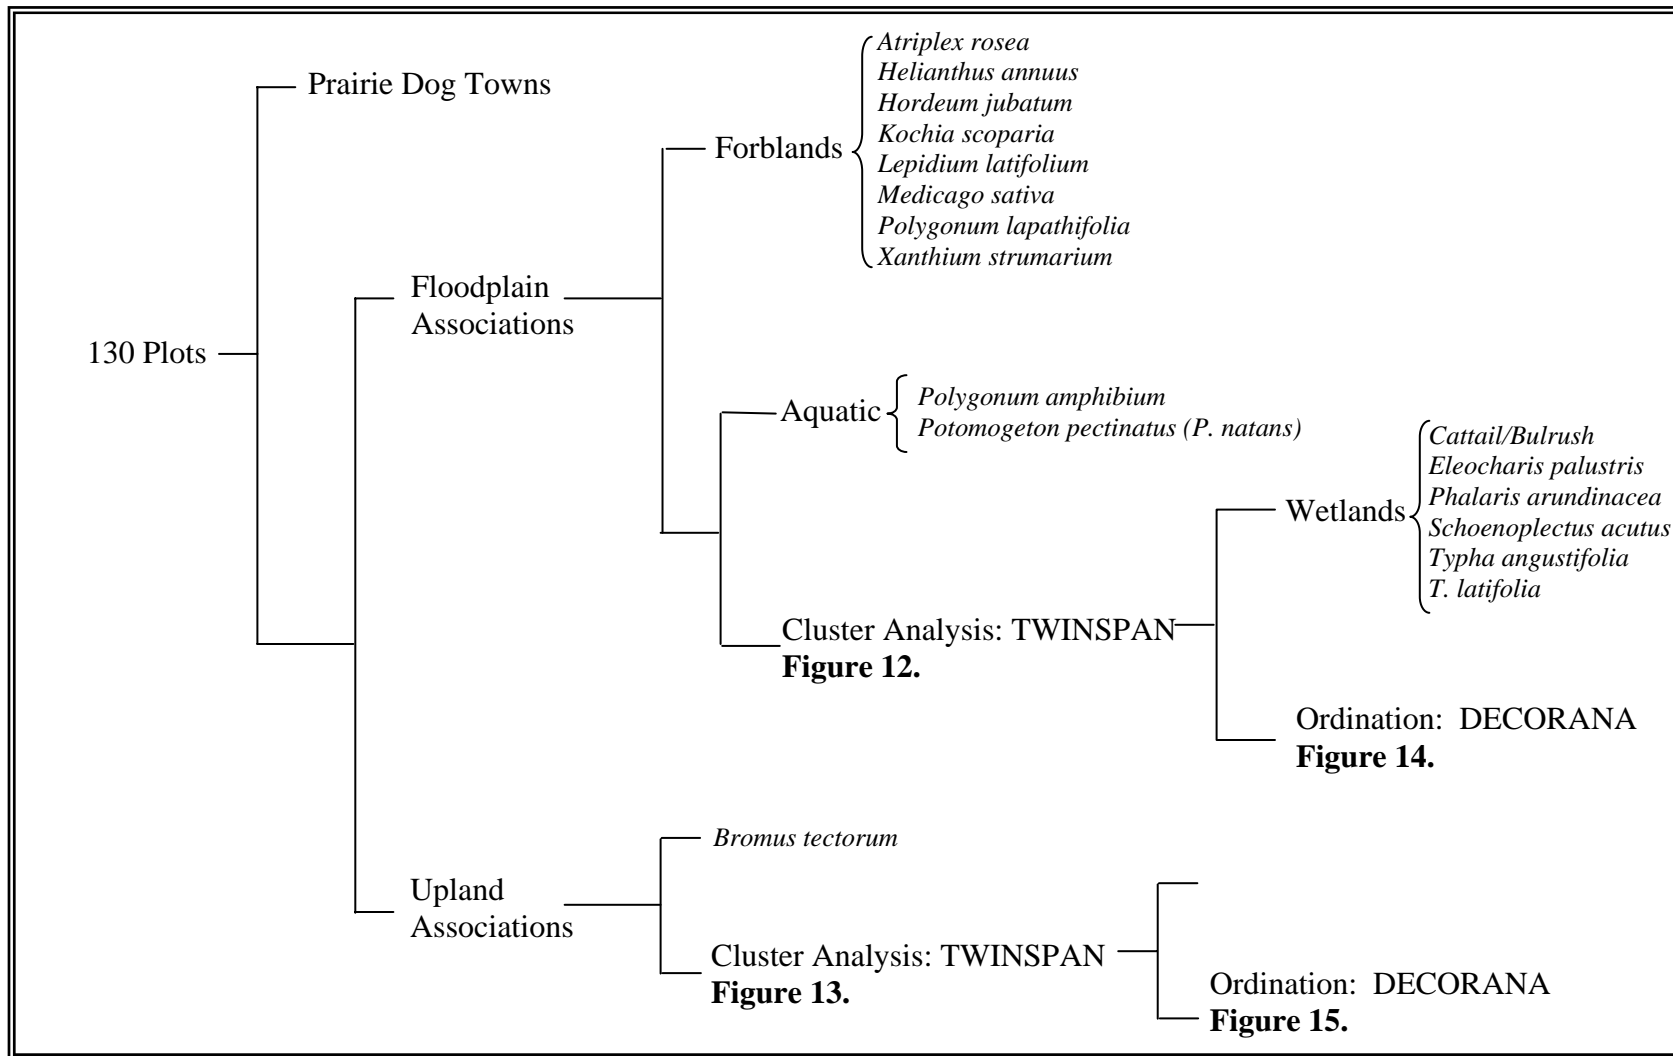 Prairie Dog Towns
Forblands
Atriplex rosea
Helianthus annuus
Hordeum jubatum
Kochia scoparia
Lepidium latifolium
Medicago sativa
Polygonum lapathifolia
Xanthium strumarium
Floodplain
Associations
130 Plots
Aquatic
Polygonum amphibium
Potomogeton pectinatus (P. natans)
Wetlands
Cattail/Bulrush
Eleocharis palustris
Phalaris arundinacea
Schoenoplectus acutus
Typha angustifolia
T. latifolia
Cluster Analysis: TWINSPAN
Figure 12.
Ordination: DECORANA
Figure 14.
Bromus tectorum
Upland
Associations
Cluster Analysis: TWINSPAN
Figure 13.
Ordination: DECORANA
Figure 15.